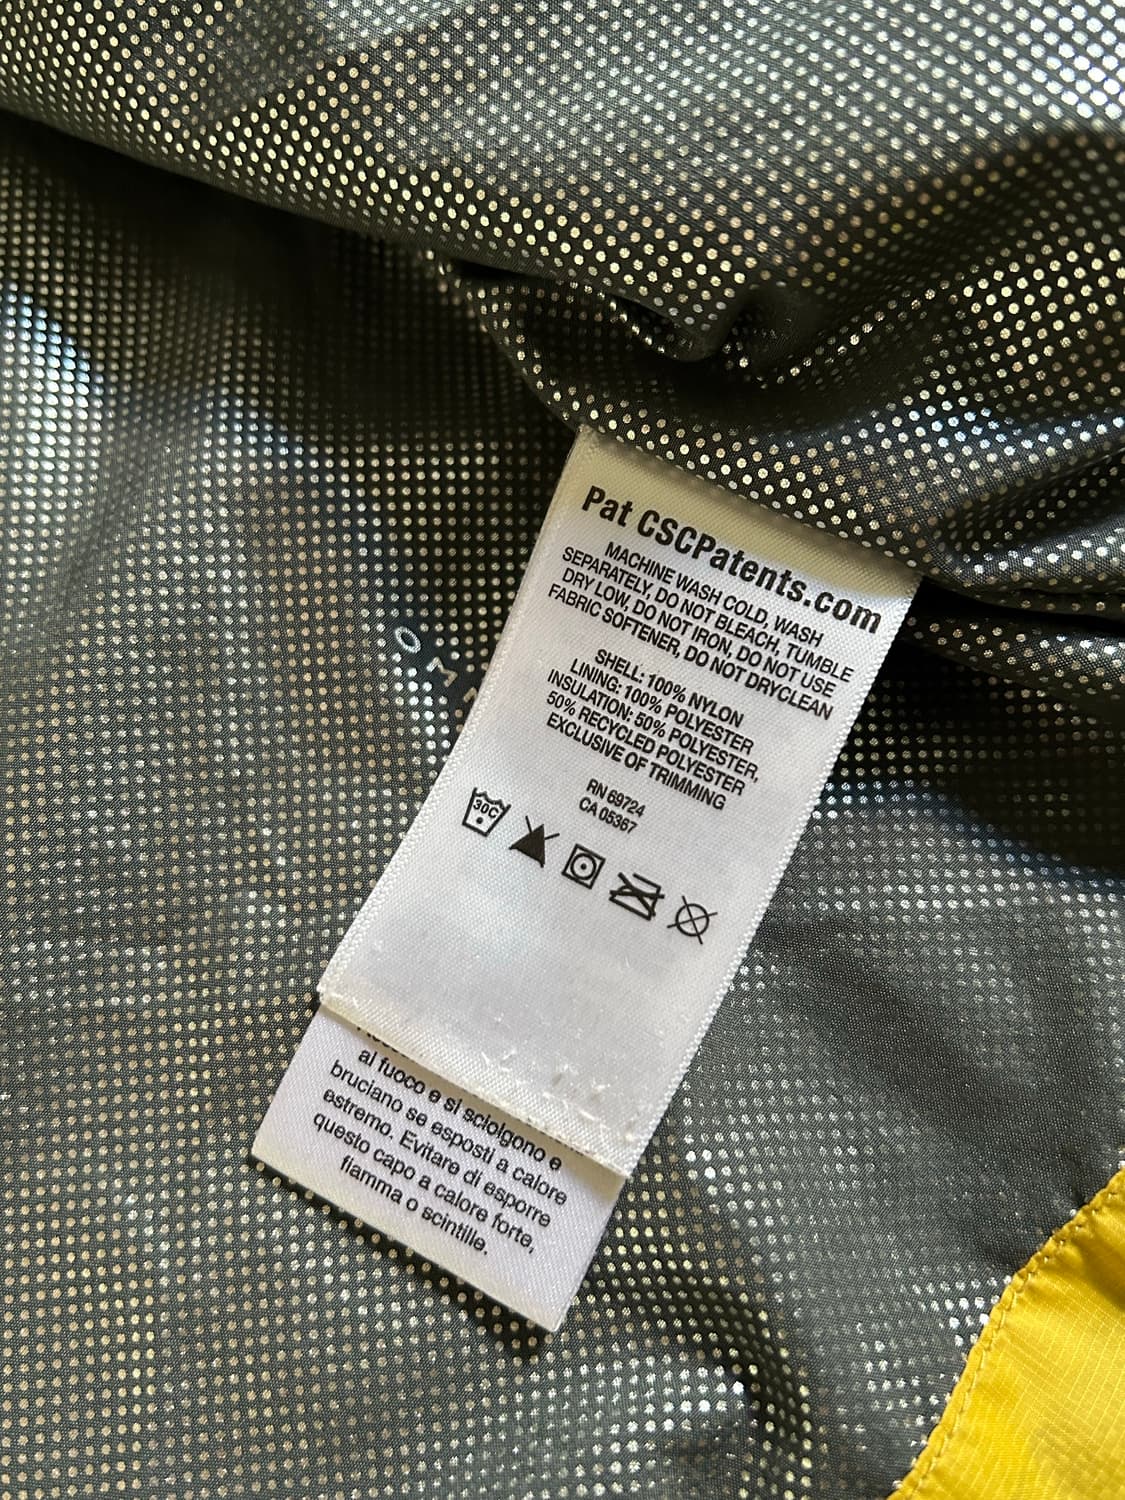 Pat CSCPatents.com
MACHINE WASH COLD, WASH
SEPARATELY, DO NOT BLEACH, TUMBLE
DRY LOW, DO NOT IRON, DO NOT USE
FABRIC SOFTENER, DO NOT DRYCLEAN
SHELL: 100% NYLON
LINING: 100% POLYESTER
INSULATION: 50% POLYESTER,
50% RECYCLED POLYESTER
EXCLUSIVE OF TRIMMING
RN 69724
CA 05367
30C
OMN
al fuoco e si sciolgono e
bruciano se esposti a calore
estremo. Evitare di esporre
questo capo a calore forte,
fiamma o scintille.